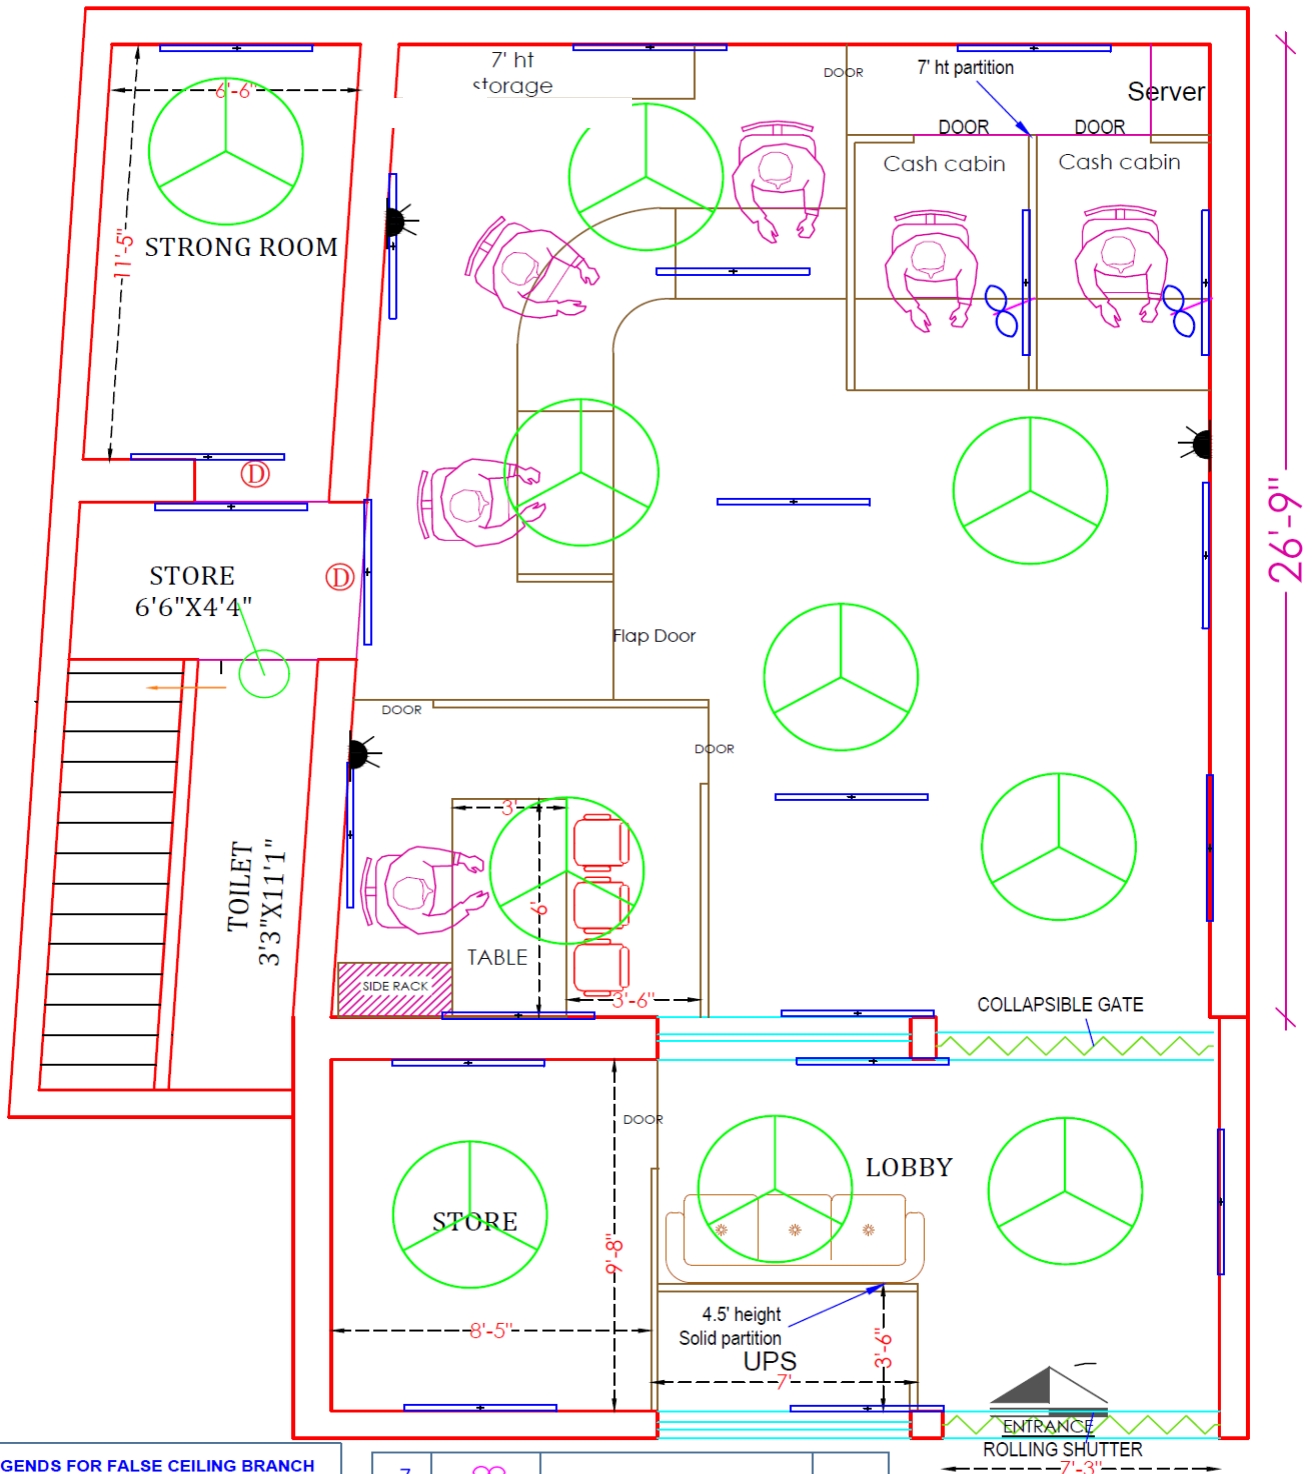 7' ht
storage
DOOR
7' ht partition
Server
DOOR
DOOR
Cash cabin
Cash cabin
6'-6"
11'-5"
STRONG ROOM
D
STORE
6'6"X4'4"
D
26'-9"
Flap Door
DOOR
DOOR
3'
6'
TABLE
SIDE RACK
3'-6"
TOILET
3'3"X11'1"
COLLAPSIBLE GATE
DOOR
LOBBY
STORE
9'-8"
8'-5"
4.5' height
Solid partition
UPS
7'
3'-6"
ENTRANCE
ROLLING SHUTTER
7'-3"
GENDS FOR FALSE CEILING BRANCH
7